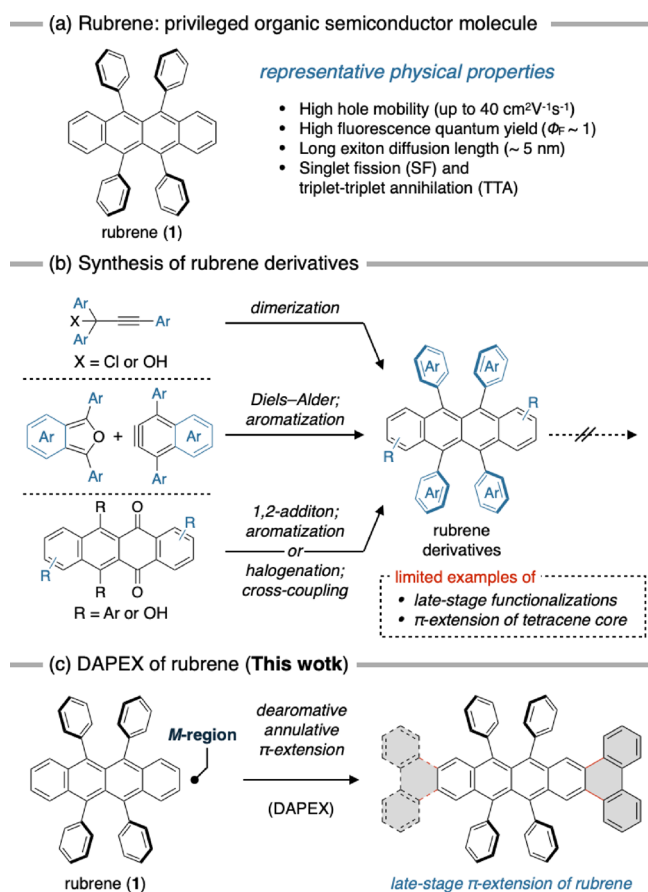 (a) Rubrene: privileged organic semiconductor molecule
representative physical properties
• High hole mobility (up to 40 cm²V⁻¹s⁻¹)
• High fluorescence quantum yield (ΦF ~ 1)
• Long exiton diffusion length (~ 5 nm)
• Singlet fission (SF) and
triplet-triplet annihilation (TTA)
rubrene (1)
(b) Synthesis of rubrene derivatives
Ar
X
Ar
Ar
X = Cl or OH
dimerization
Ar
Ar
O
Ar
+
Ar
Ar
Ar
Diels–Alder;
aromatization
R
O
R
R
R
O
R = Ar or OH
1,2-additon;
aromatization
or
halogenation;
cross-coupling
Ar
Ar
R
R
Ar
Ar
rubrene
derivatives
limited examples of
• late-stage functionalizations
• π-extension of tetracene core
(c) DAPEX of rubrene (This wotk)
M-region
rubrene (1)
dearomative
annulative
π-extension
(DAPEX)
late-stage π-extension of rubrene